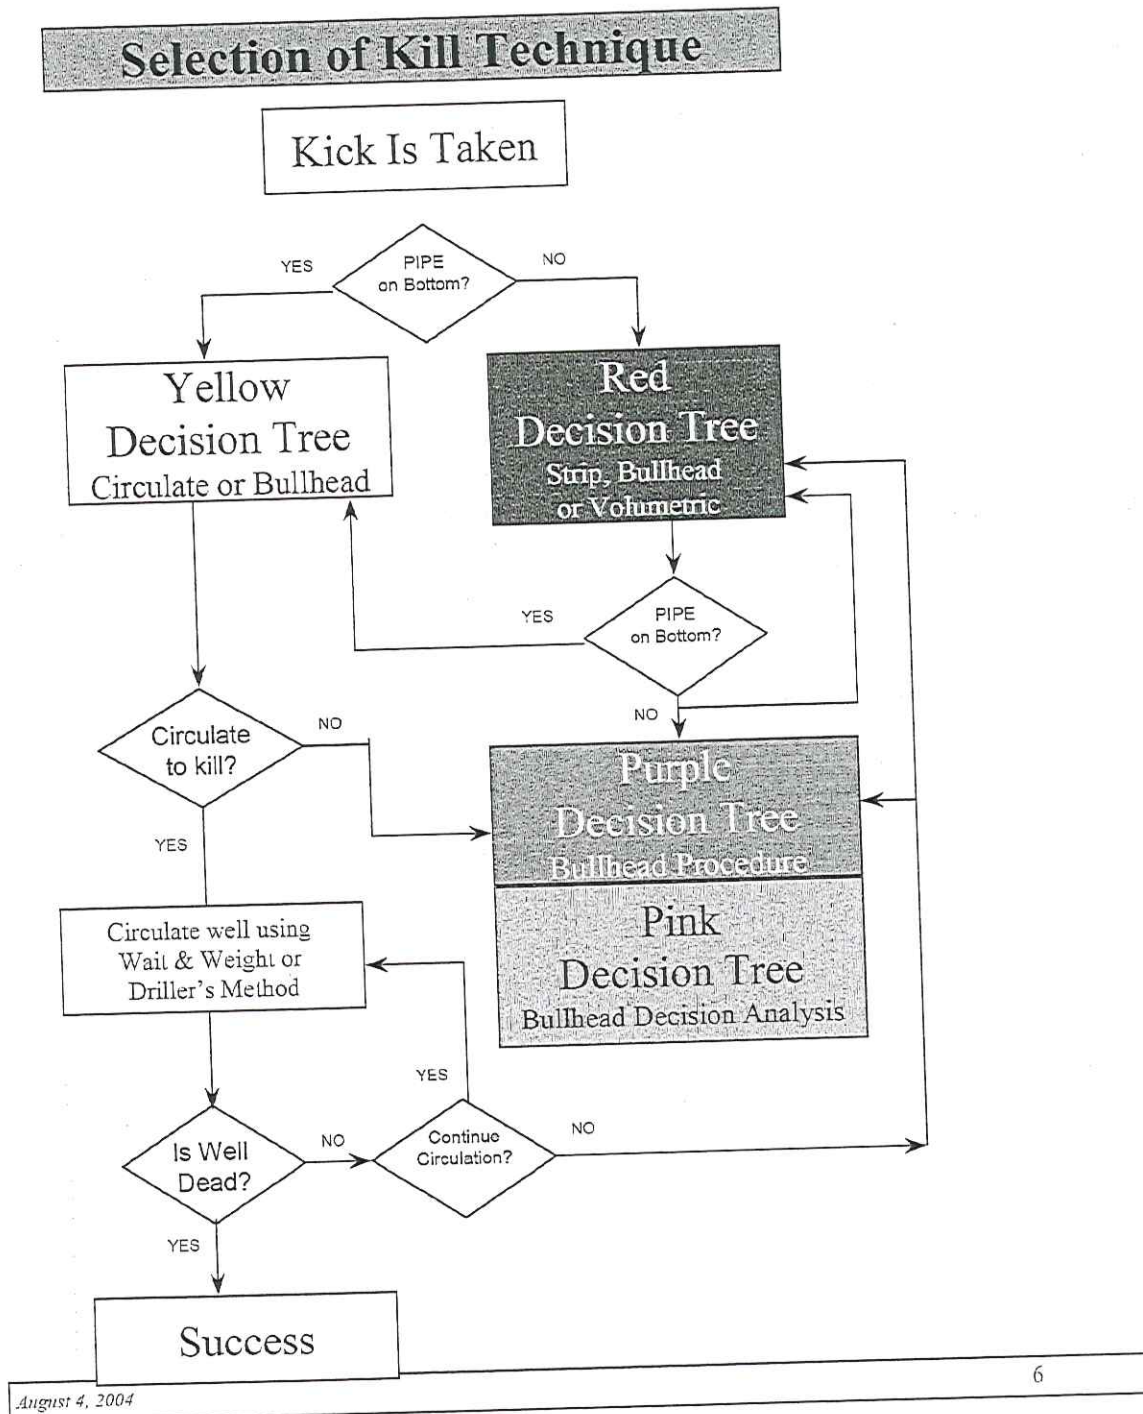 Selection of Kill Technique
Kick Is Taken
YES
PIPE
on Bottom?
NO
Yellow
Decision Tree
Circulate or Bullhead
Red
Decision Tree
Strip, Bullhead
or Volumetric
YES
PIPE
on Bottom?
NO
Circulate
to kill?
NO
YES
Purple
Decision Tree
Bullhead Procedure
Pink
Decision Tree
Bullhead Decision Analysis
Circulate well using
Wait & Weight or
Driller's Method
YES
Is Well
Dead?
NO
Continue
Circulation?
NO
YES
Success
6
August 4, 2004